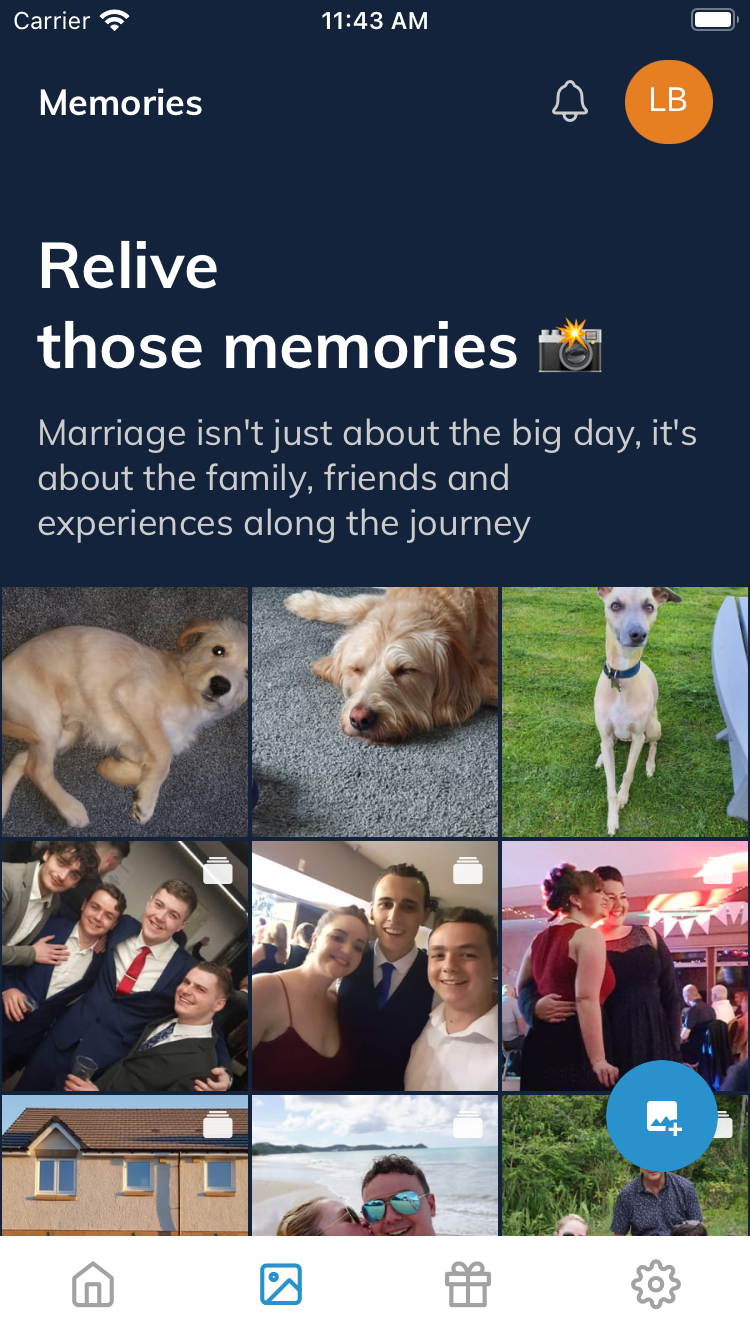 Carrier 11:43 AM
Memories LB
Relive
those memories 📸
Marriage isn't just about the big day, it's
about the family, friends and
experiences along the journey